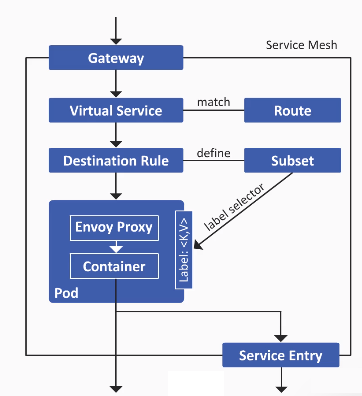 Service Mesh
Gateway
Virtual Service
match
Route
Destination Rule
define
Subset
label selector
Envoy Proxy
Label: <K,V>
Container
Pod
Service Entry